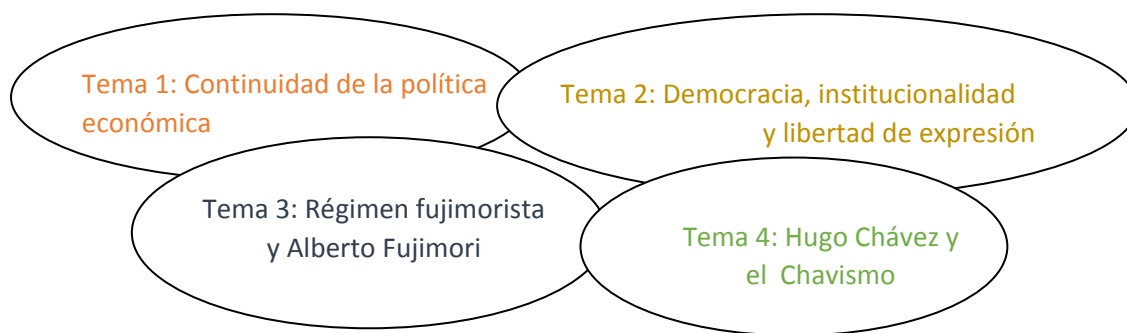 Tema 1: Continuidad de la política
económica
Tema 2: Democracia, institucionalidad
y libertad de expresión
Tema 3: Régimen fujimorista
y Alberto Fujimori
Tema 4: Hugo Chávez y
el Chavismo